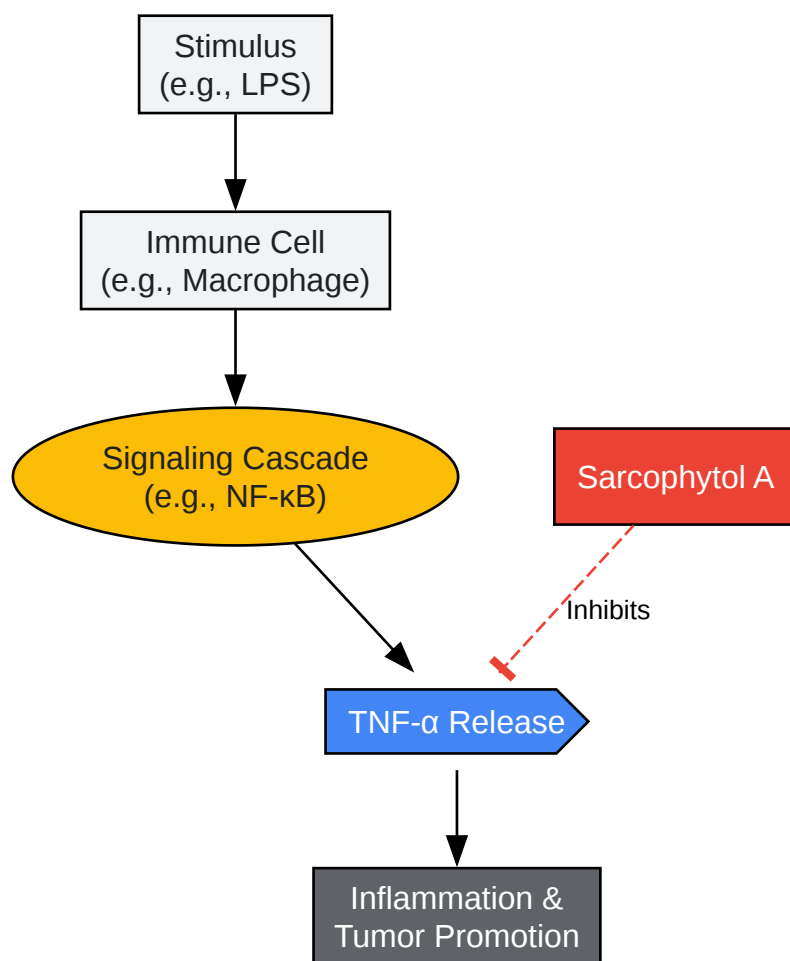 Stimulus
(e.g., LPS)
Immune Cell
(e.g., Macrophage)
Signaling Cascade
(e.g., NF-κB)
Sarcophytol A
Inhibits
TNF-α Release
Inflammation &
Tumor Promotion